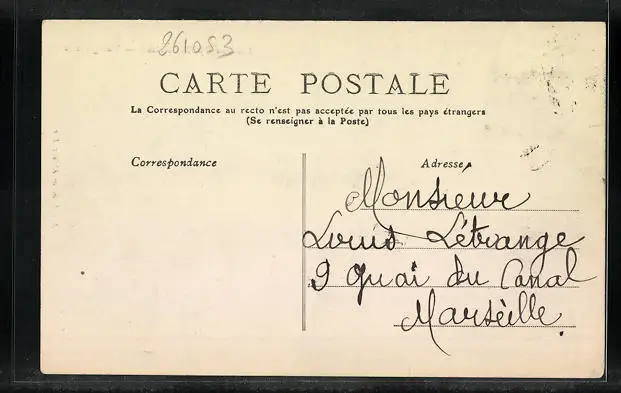 261053
CARTE POSTALE
La Correspondance au recto n'est pas acceptée par tous les pays étrangers
(Se renseigner à la Poste)
Correspondance
Adresse
Monsieur
Louis Létrange
9 Quai du Canal
Marseille.